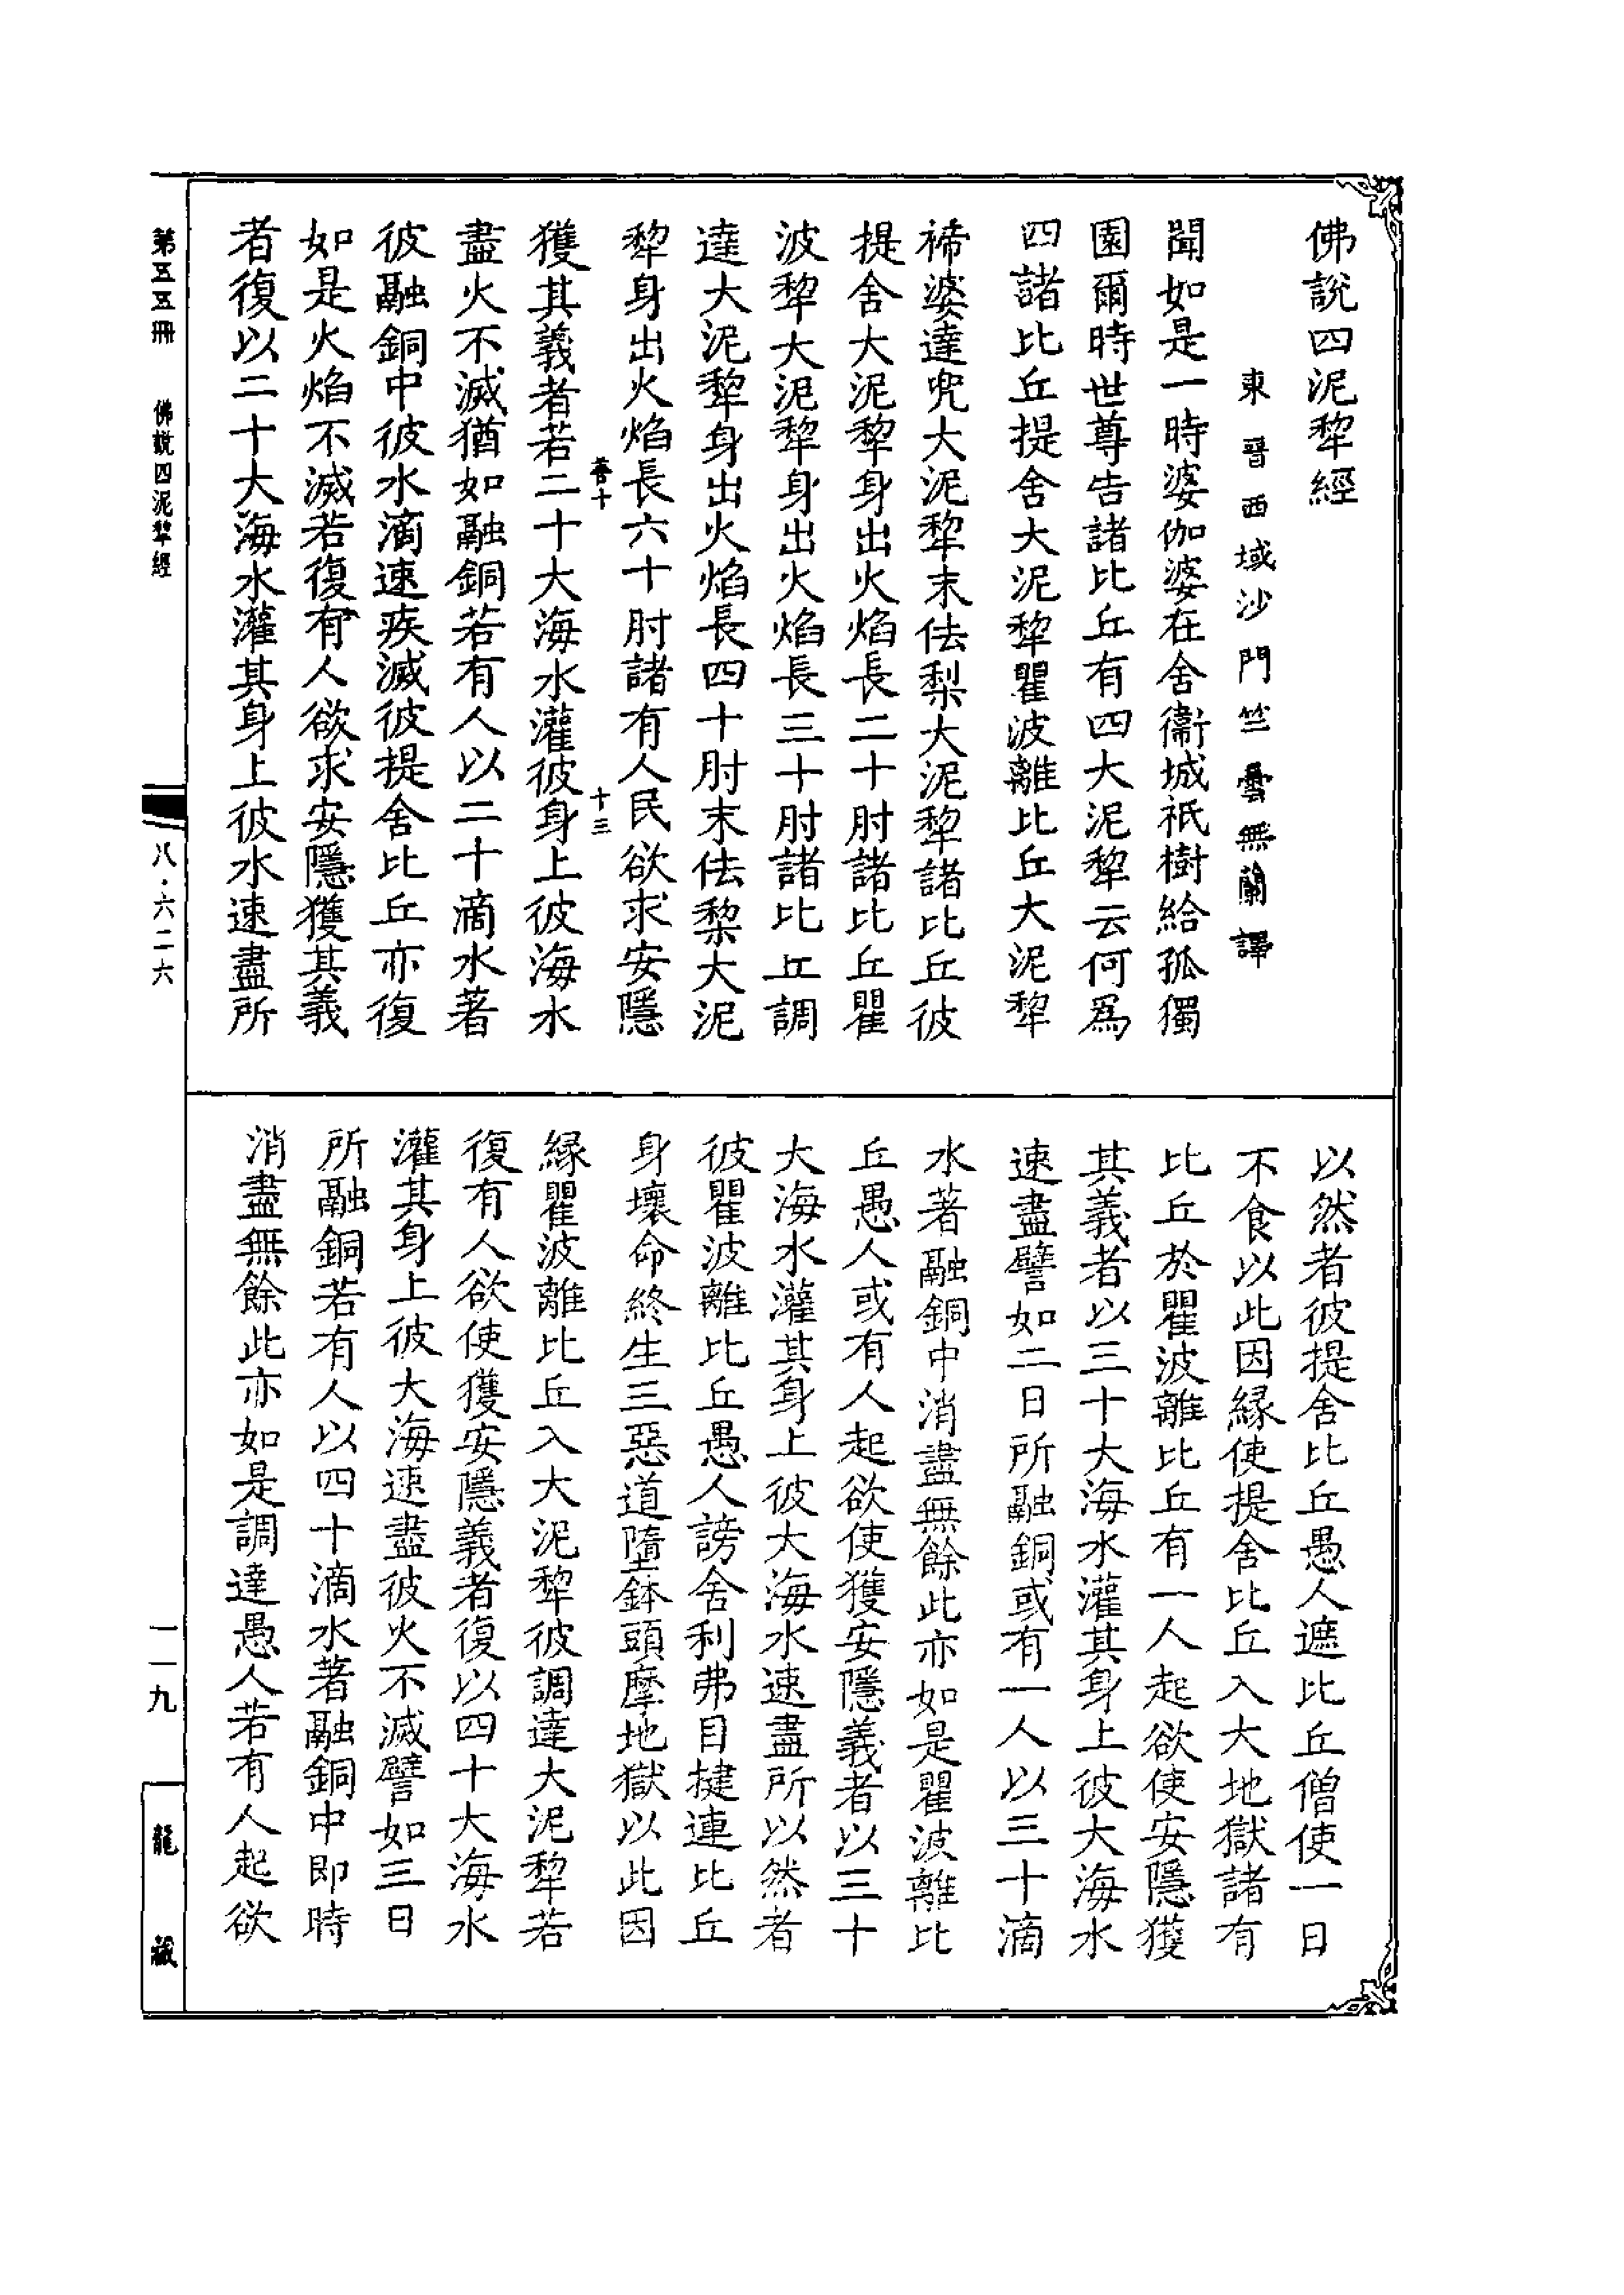 佛說四泥犂經
東晉西域沙門竺曇無蘭譯
聞如是一時婆伽婆在舍衞城祇樹給孤獨
園爾時世尊告諸比丘有四大泥犂云何爲
四諸比丘提舍大泥犂瞿波離比丘大泥犂
褅婆達兜大泥犂末佉梨大泥犂諸比丘彼
提舍大泥犂身出火焰長二十肘諸比丘瞿
波犂大泥犂身出火焰長三十肘諸比丘調
達大泥犂身出火焰長四十肘末佉梨大泥
犂身出火焰長六十肘諸有人民欲求安隱
善十
十三
獲其義者若二十大海水灌彼身上彼海水
盡火不滅猶如融銅若有人以二十滴水著
彼融銅中彼水滴速疾滅彼提舍比丘亦復
如是火焰不滅若復有人欲求安隱獲其義
者復以二十大海水灌其身上彼水速盡所
以然者彼提舍比丘愚人遮比丘僧使一日
不食以此因緣使提舍比丘入大地獄諸有
比丘於瞿波離比丘有一人起欲使安隱獲
其義者以三十大海水灌其身上彼大海水
速盡譬如二日所融銅或有一人以三十滴
水著融銅中消盡無餘此亦如是瞿波離比
丘愚人或有人起欲使獲安隱義者以三十
大海水灌其身上彼大海水速盡所以然者
彼瞿波離比丘愚人謗舍利弗目揵連比丘
身壞命終生三惡道墮鉢頭摩地獄以此因
緣瞿波離比丘入大泥犂彼調達大泥犂若
復有人欲使獲安隱義者復以四十大海水
灌其身上彼大海速盡彼火不滅譬如三日
所融銅若有人以四十滴水著融銅中即時
消盡無餘此亦如是調達愚人若有人起欲
第五五冊
佛說四泥犂經
八·六二六
一一九
龍藏